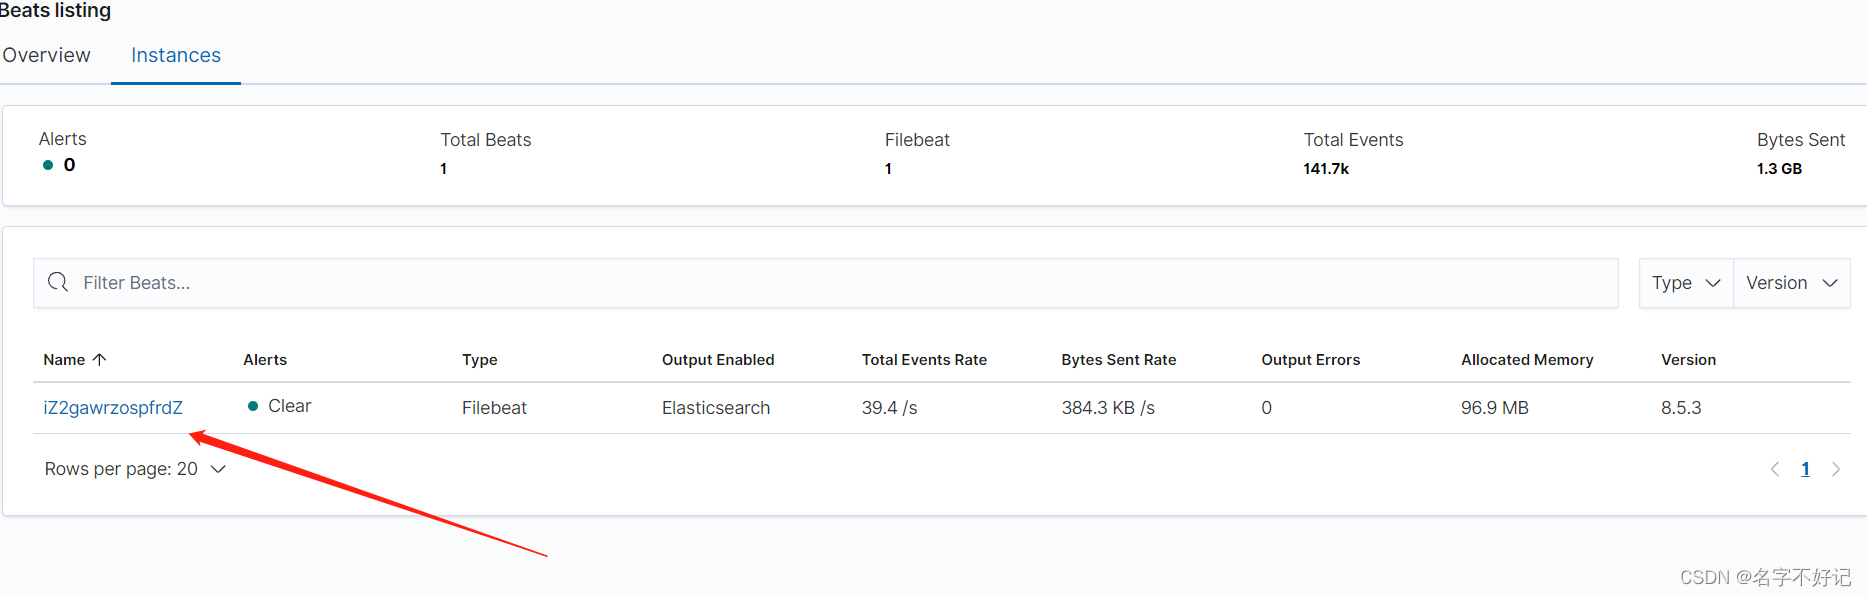 Beats listing
Overview Instances
Alerts Total Beats Filebeat Total Events Bytes Sent
0 1 1 141.7k 1.3 GB
Filter Beats... Type Version
Name Alerts Type Output Enabled Total Events Rate Bytes Sent Rate Output Errors Allocated Memory Version
iZ2gawrzospfrdZ Clear Filebeat Elasticsearch 39.4 /s 384.3 KB /s 0 96.9 MB 8.5.3
Rows per page: 20 1
CSDN @名字不好记